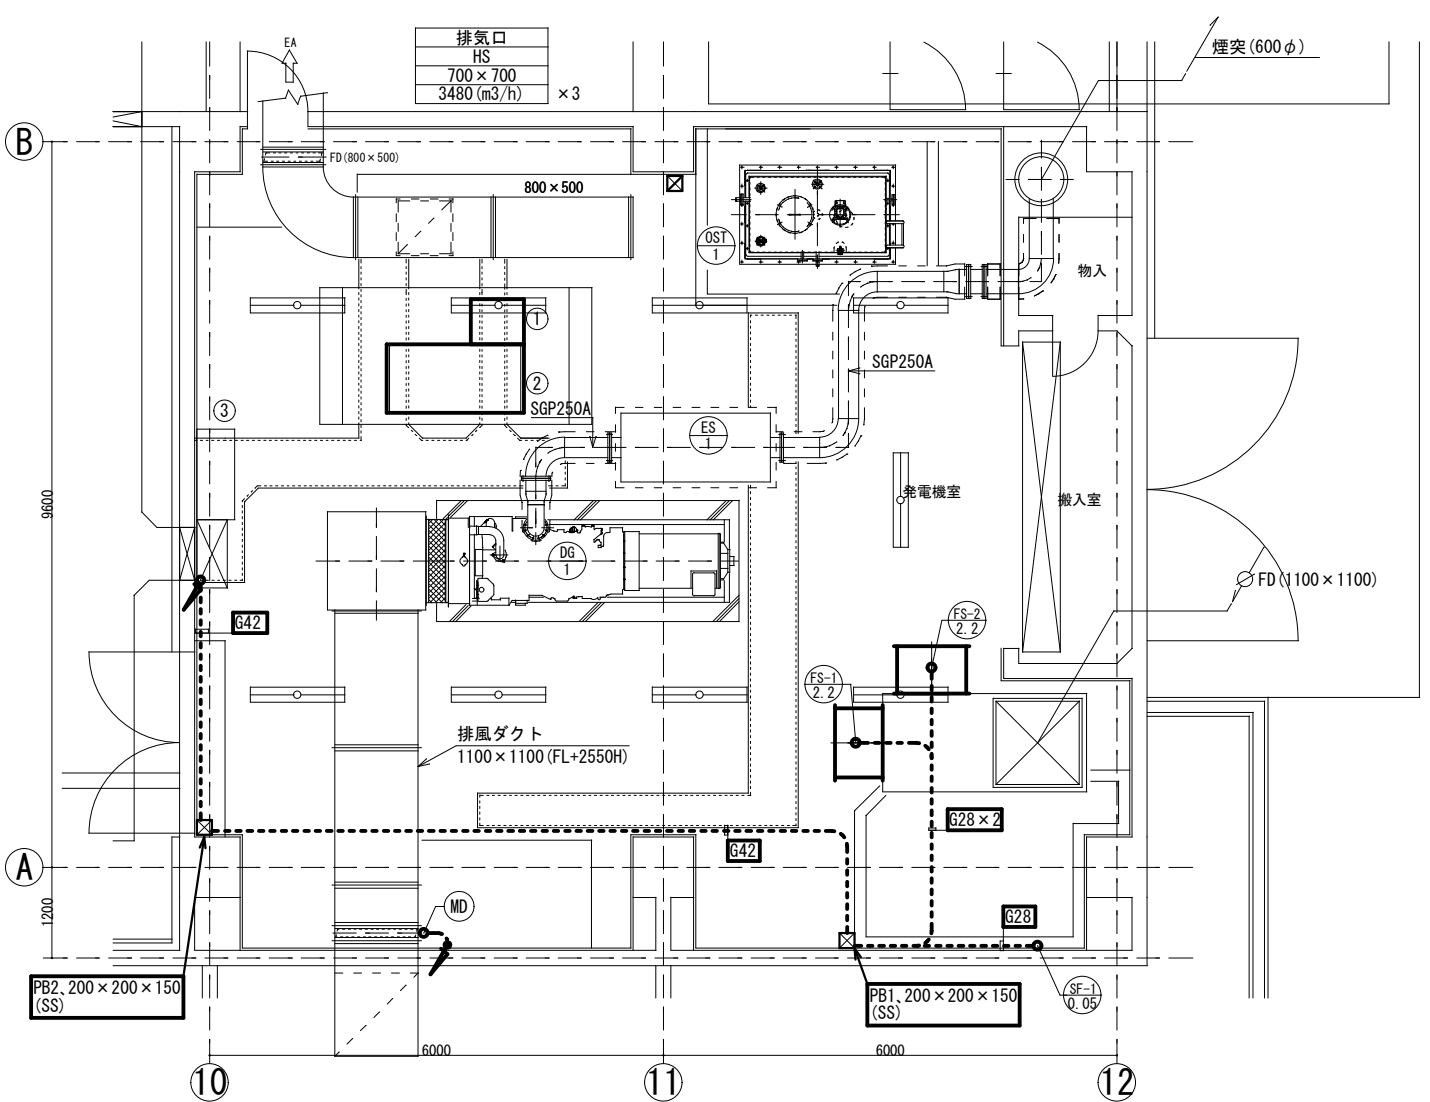 EA
排気口
HS
700×700
3480(m3/h)
×3
煙突(600φ)
B
FD(800×500)
800×500
OST
1
物入
①
SGP250A
②
SGP250A
③
ES
1
9600
発電機室
搬入室
DG
1
FD(1100×1100)
G42
FS-2
2.2
FS-1
2.2
排風ダクト
1100×1100(FL+2550H)
G28×2
G42
A
1200
MD
G28
PB2、200×200×150
(SS)
PB1、200×200×150
(SS)
SF-1
0.05
6000
6000
10
11
12